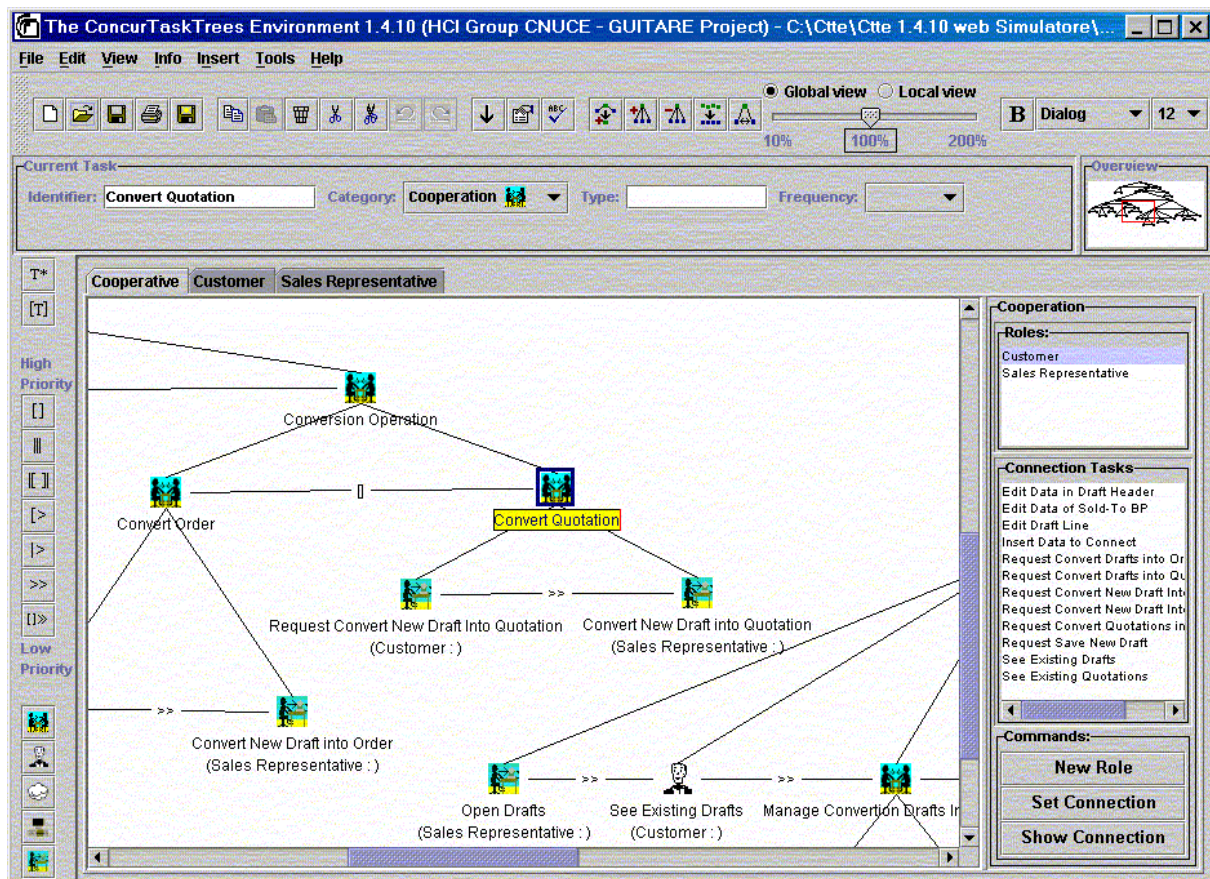 The ConcurTaskTrees Environment 1.4.10 (HCI Group CNUCE - GUITARE Project) - C:\Ctte\Ctte 1.4.10 web Simulatore\...
File Edit View Info Insert Tools Help
Global view Local view
ABC
B Dialog 12
10% 100% 200%
Current Task
Overview
Identifier: Convert Quotation Category: Cooperation Type: Frequency:
T*
[T]
High
Priority
[]
|||
|[]|
[>
|>
>>
[]>>
Low
Priority
Cooperative Customer Sales Representative
Conversion Operation
[]
Convert Order
Convert Quotation
>>
Request Convert New Draft Into Quotation
(Customer : )
Convert New Draft into Quotation
(Sales Representative : )
>>
Convert New Draft into Order
(Sales Representative : )
>> >>
Open Drafts
(Sales Representative : )
See Existing Drafts
(Customer : )
Manage Convertion Drafts In
Cooperation
Roles:
Customer
Sales Representative
Connection Tasks
Edit Data in Draft Header
Edit Data of Sold-To BP
Edit Draft Line
Insert Data to Connect
Request Convert Drafts into Or
Request Convert Drafts into Qu
Request Convert New Draft Int
Request Convert New Draft Int
Request Convert Quotations in
Request Save New Draft
See Existing Drafts
See Existing Quotations
Commands:
New Role
Set Connection
Show Connection